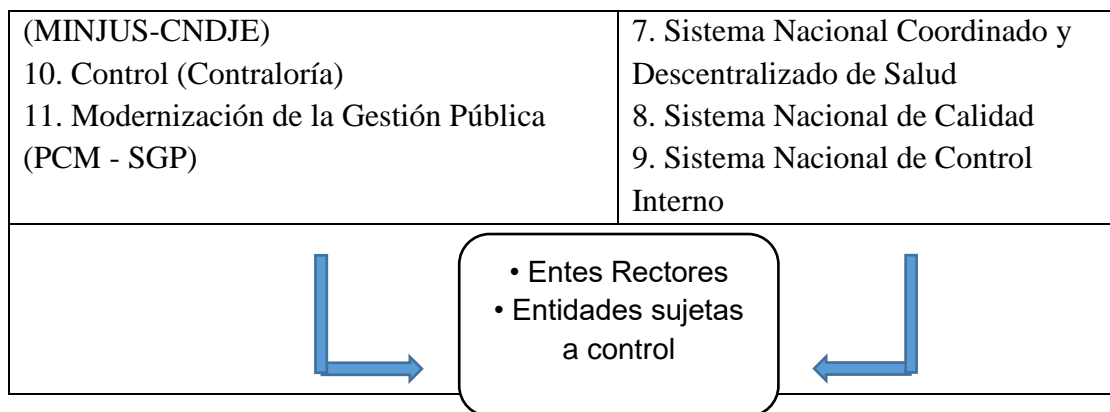 (MINJUS-CNDJE)
10. Control (Contraloría)
11. Modernización de la Gestión Pública
(PCM - SGP)
7. Sistema Nacional Coordinado y
Descentralizado de Salud
8. Sistema Nacional de Calidad
9. Sistema Nacional de Control
Interno
• Entes Rectores
• Entidades sujetas
a control